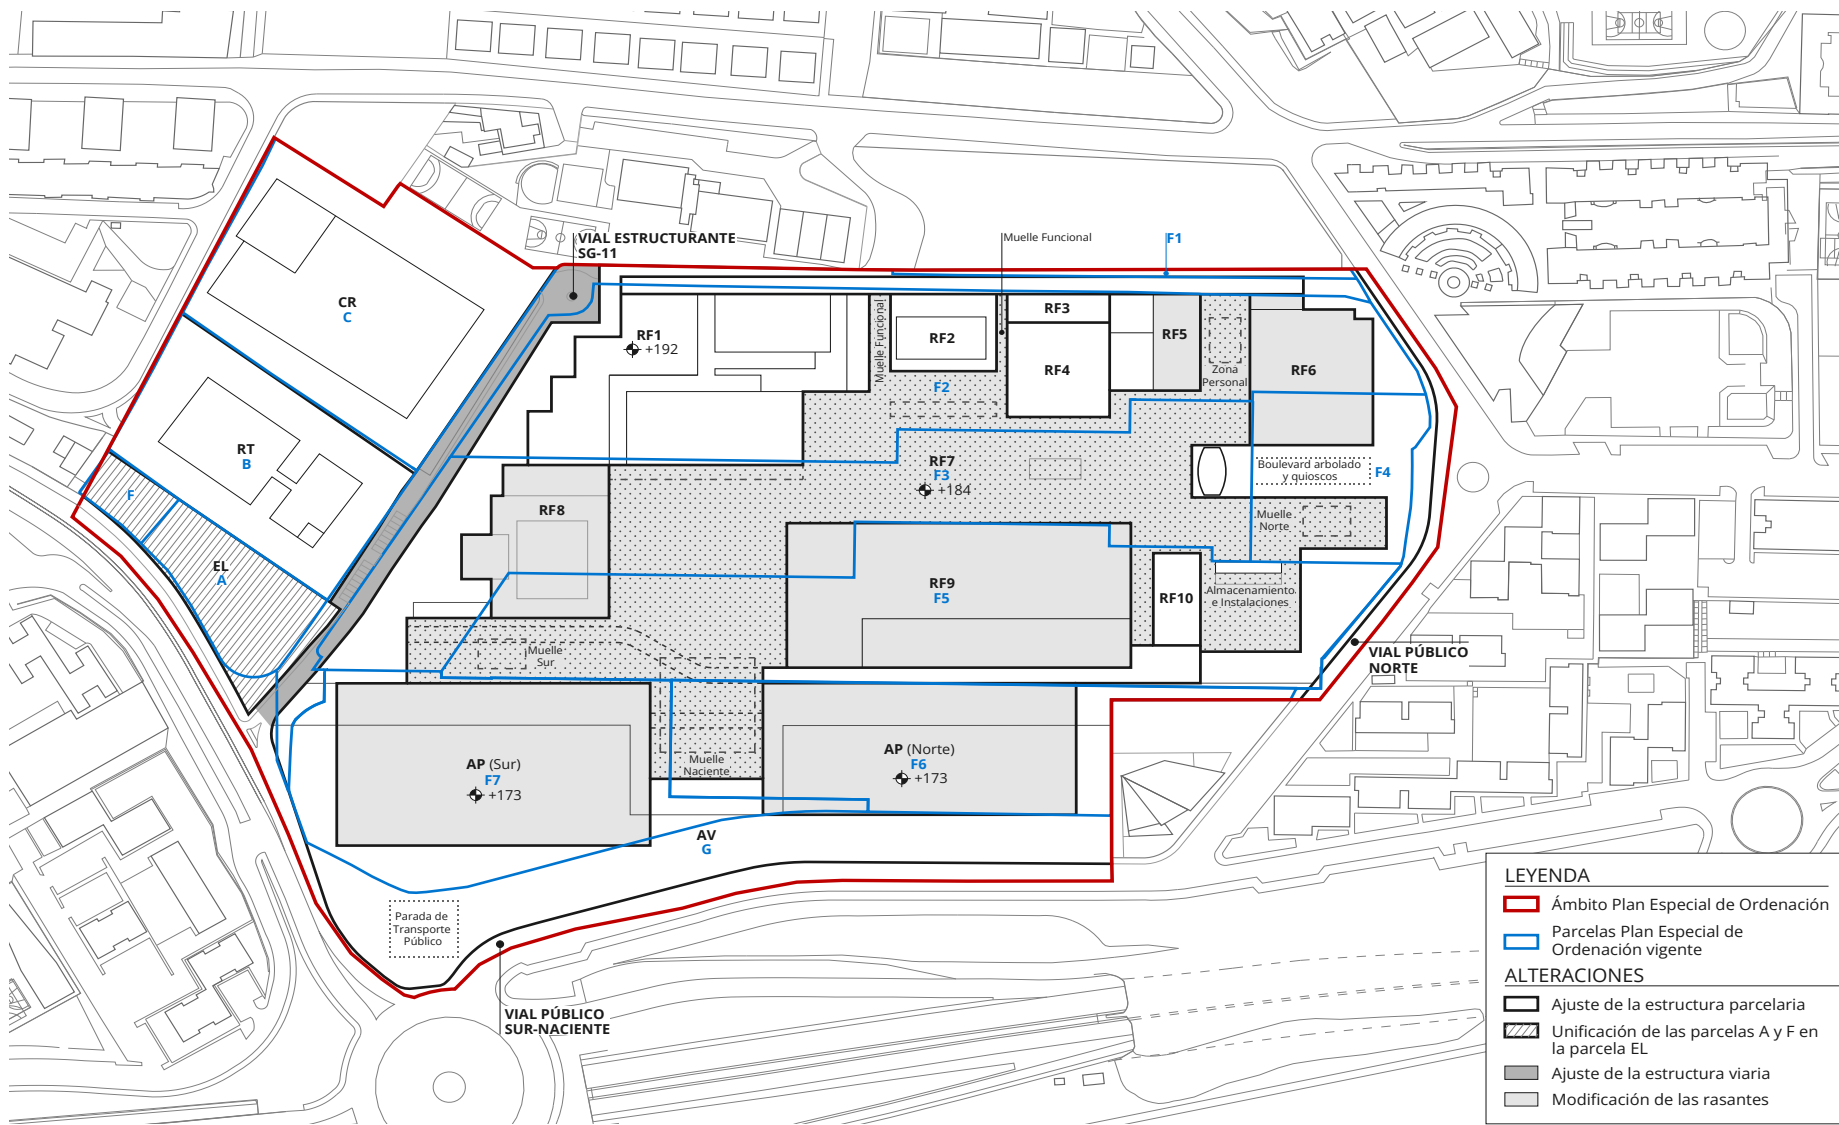 VIAL ESTRUCTURANTE
SG-11
Muelle Funcional
F1
CR
C
RF1
+192
Muelle Funcional
RF2
RF3
RF4
RF5
Zona
Personal
RF6
F2
RT
B
RF7
F3
+184
Boulevard arbolado
y quioscos
F4
F
RF8
Muelle
Norte
EL
A
RF9
F5
RF10
Almacenamiento
e Instalaciones
Muelle
Sur
VIAL PÚBLICO
NORTE
AP (Sur)
F7
+173
Muelle
Naciente
AP (Norte)
F6
+173
AV
G
Parada de
Transporte
Público
VIAL PÚBLICO
SUR-NACIENTE
LEYENDA
Ámbito Plan Especial de Ordenación
Parcelas Plan Especial de
Ordenación vigente
ALTERACIONES
Ajuste de la estructura parcelaria
Unificación de las parcelas A y F en
la parcela EL
Ajuste de la estructura viaria
Modificación de las rasantes